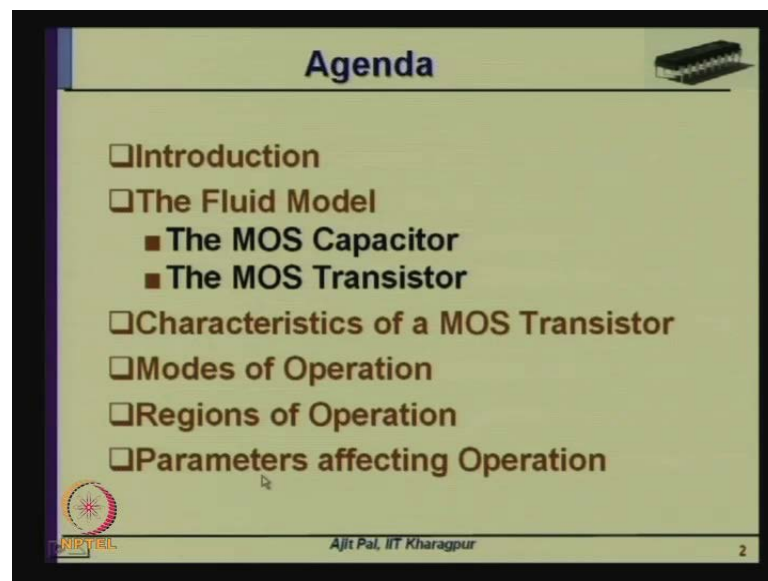 Agenda
❑Introduction
❑The Fluid Model
■ The MOS Capacitor
■ The MOS Transistor
❑Characteristics of a MOS Transistor
❑Modes of Operation
❑Regions of Operation
❑Parameters affecting Operation
NPTEL
Ajit Pal, IIT Kharagpur
2